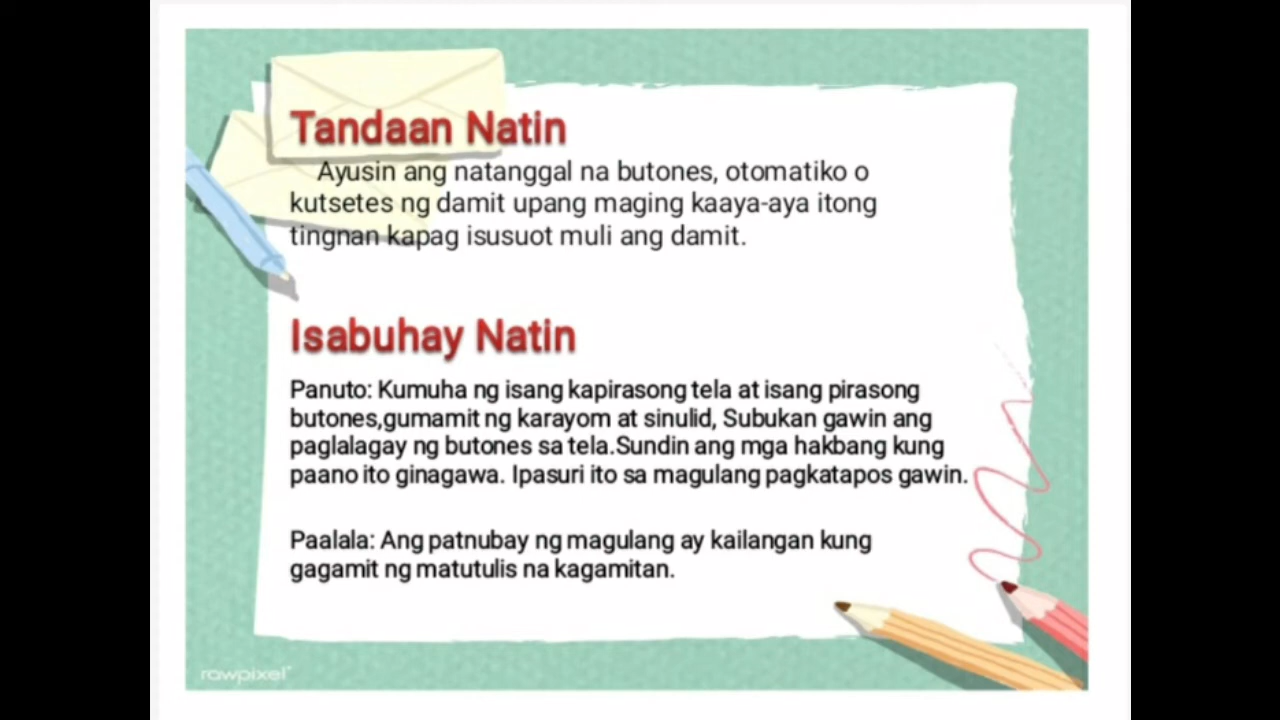 Tandaan Natin
Ayusin ang natanggal na butones, otomatiko o
kutsetes ng damit upang maging kaaya-aya itong
tingnan kapag isusuot muli ang damit.
Isabuhay Natin
Panuto: Kumuha ng isang kapirasong tela at isang pirasong
butones,gumamit ng karayom at sinulid, Subukan gawin ang
paglalagay ng butones sa tela.Sundin ang mga hakbang kung
paano ito ginagawa. Ipasuri ito sa magulang pagkatapos gawin.
Paalala: Ang patnubay ng magulang ay kailangan kung
gagamit ng matutulis na kagamitan.
rawpixel